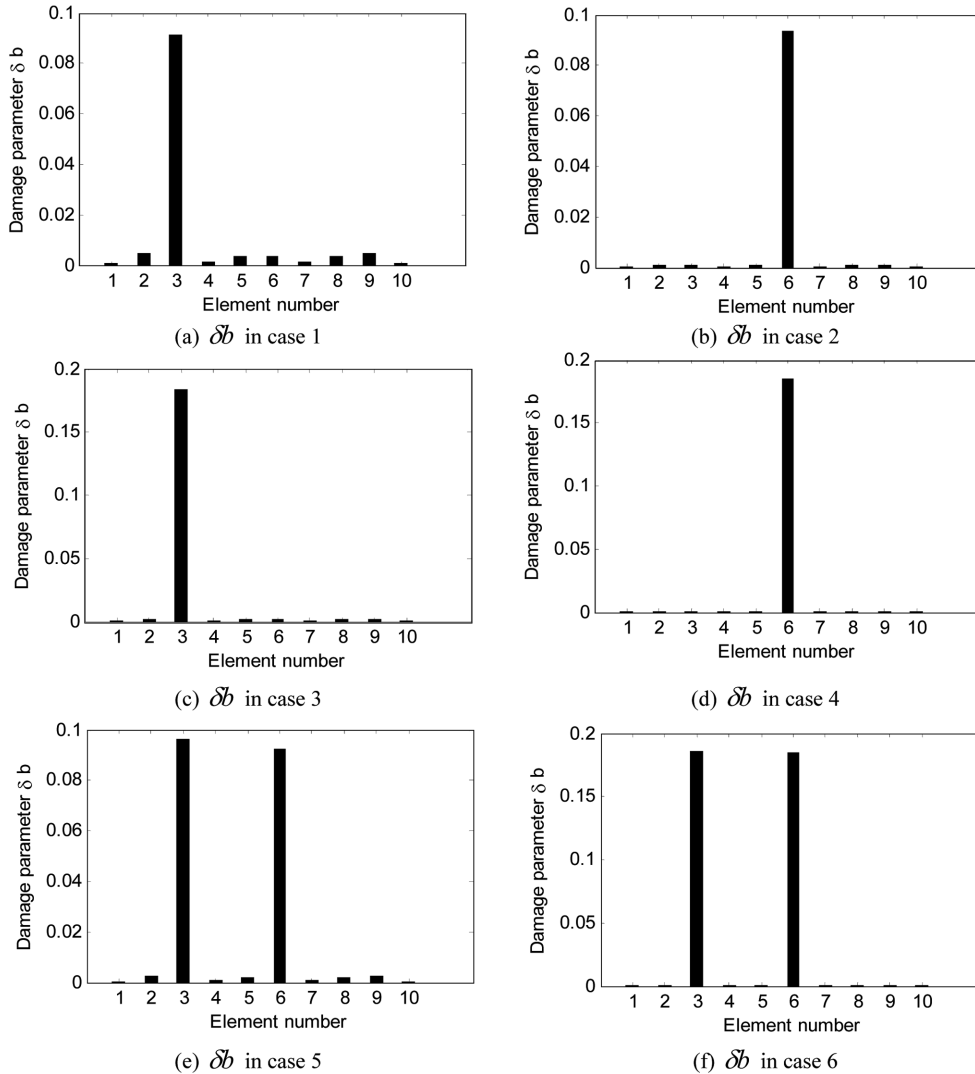 0.1
0.08
0.06
0.04
0.02
0
Damage parameter δ b
1 2 3 4 5 6 7 8 9 10
Element number
(a) δb in case 1
0.1
0.08
0.06
0.04
0.02
0
Damage parameter δ b
1 2 3 4 5 6 7 8 9 10
Element number
(b) δb in case 2
0.2
0.15
0.1
0.05
0
Damage parameter δ b
1 2 3 4 5 6 7 8 9 10
Element number
(c) δb in case 3
0.2
0.15
0.1
0.05
0
Damage parameter δ b
1 2 3 4 5 6 7 8 9 10
Element number
(d) δb in case 4
0.1
0.08
0.06
0.04
0.02
0
Damage parameter δ b
1 2 3 4 5 6 7 8 9 10
Element number
(e) δb in case 5
0.2
0.15
0.1
0.05
0
Damage parameter δ b
1 2 3 4 5 6 7 8 9 10
Element number
(f) δb in case 6